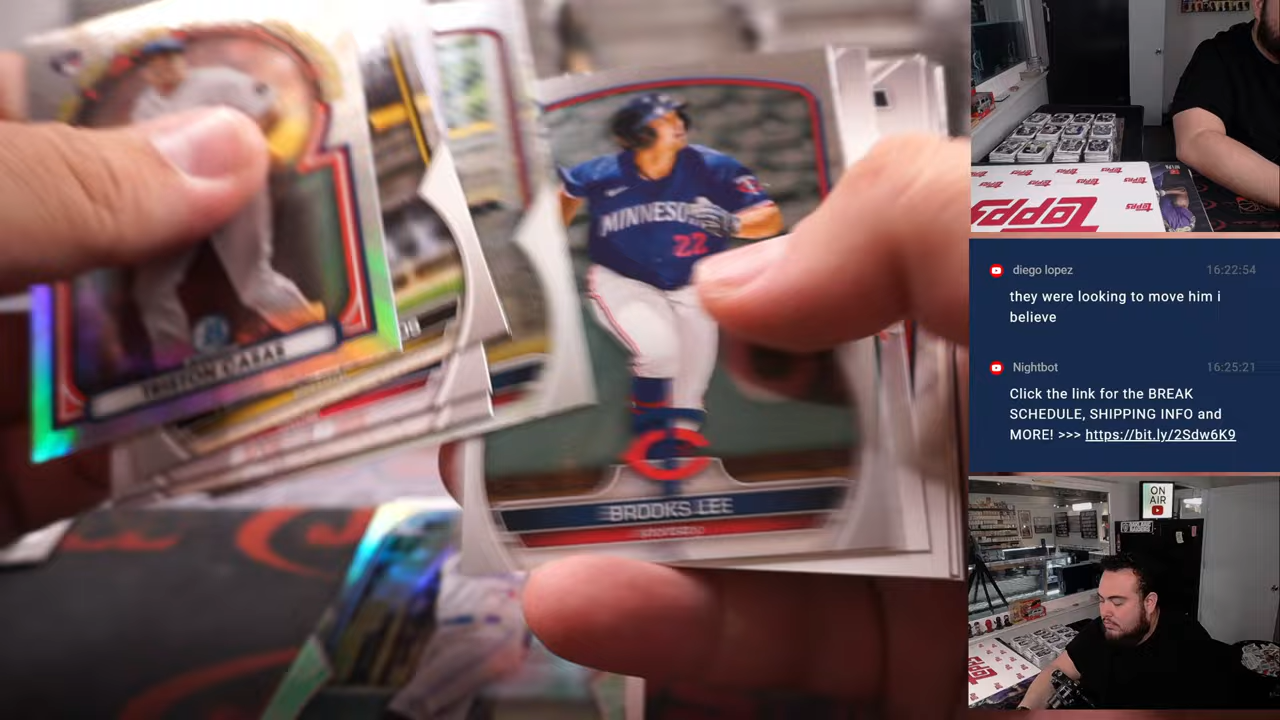 MINNESO
22
BROOKS LEE
TOPPS
diego lopez 16:22:54
they were looking to move him i
believe
Nightbot 16:25:21
Click the link for the BREAK
SCHEDULE, SHIPPING INFO and
MORE! >>> https://bit.ly/2Sdw6K9
ON
AIR